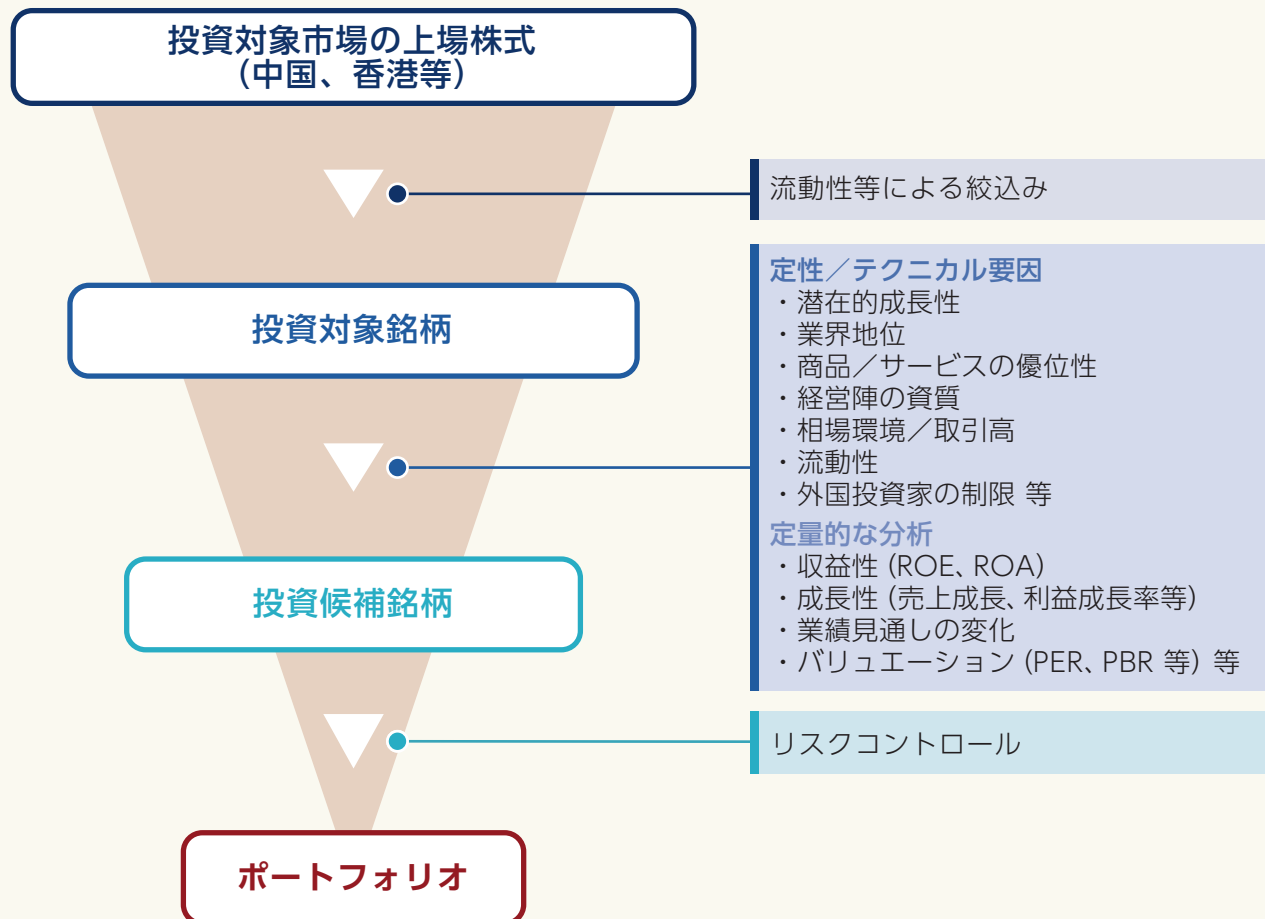 投資対象市場の上場株式
（中国、香港等）
流動性等による絞込み
投資対象銘柄
定性／テクニカル要因
・潜在的成長性
・業界地位
・商品／サービスの優位性
・経営陣の資質
・相場環境／取引高
・流動性
・外国投資家の制限 等
定量的な分析
・収益性 (ROE、ROA)
・成長性 (売上成長、利益成長率等)
・業績見通しの変化
・バリュエーション (PER、PBR 等) 等
投資候補銘柄
リスクコントロール
ポートフォリオ